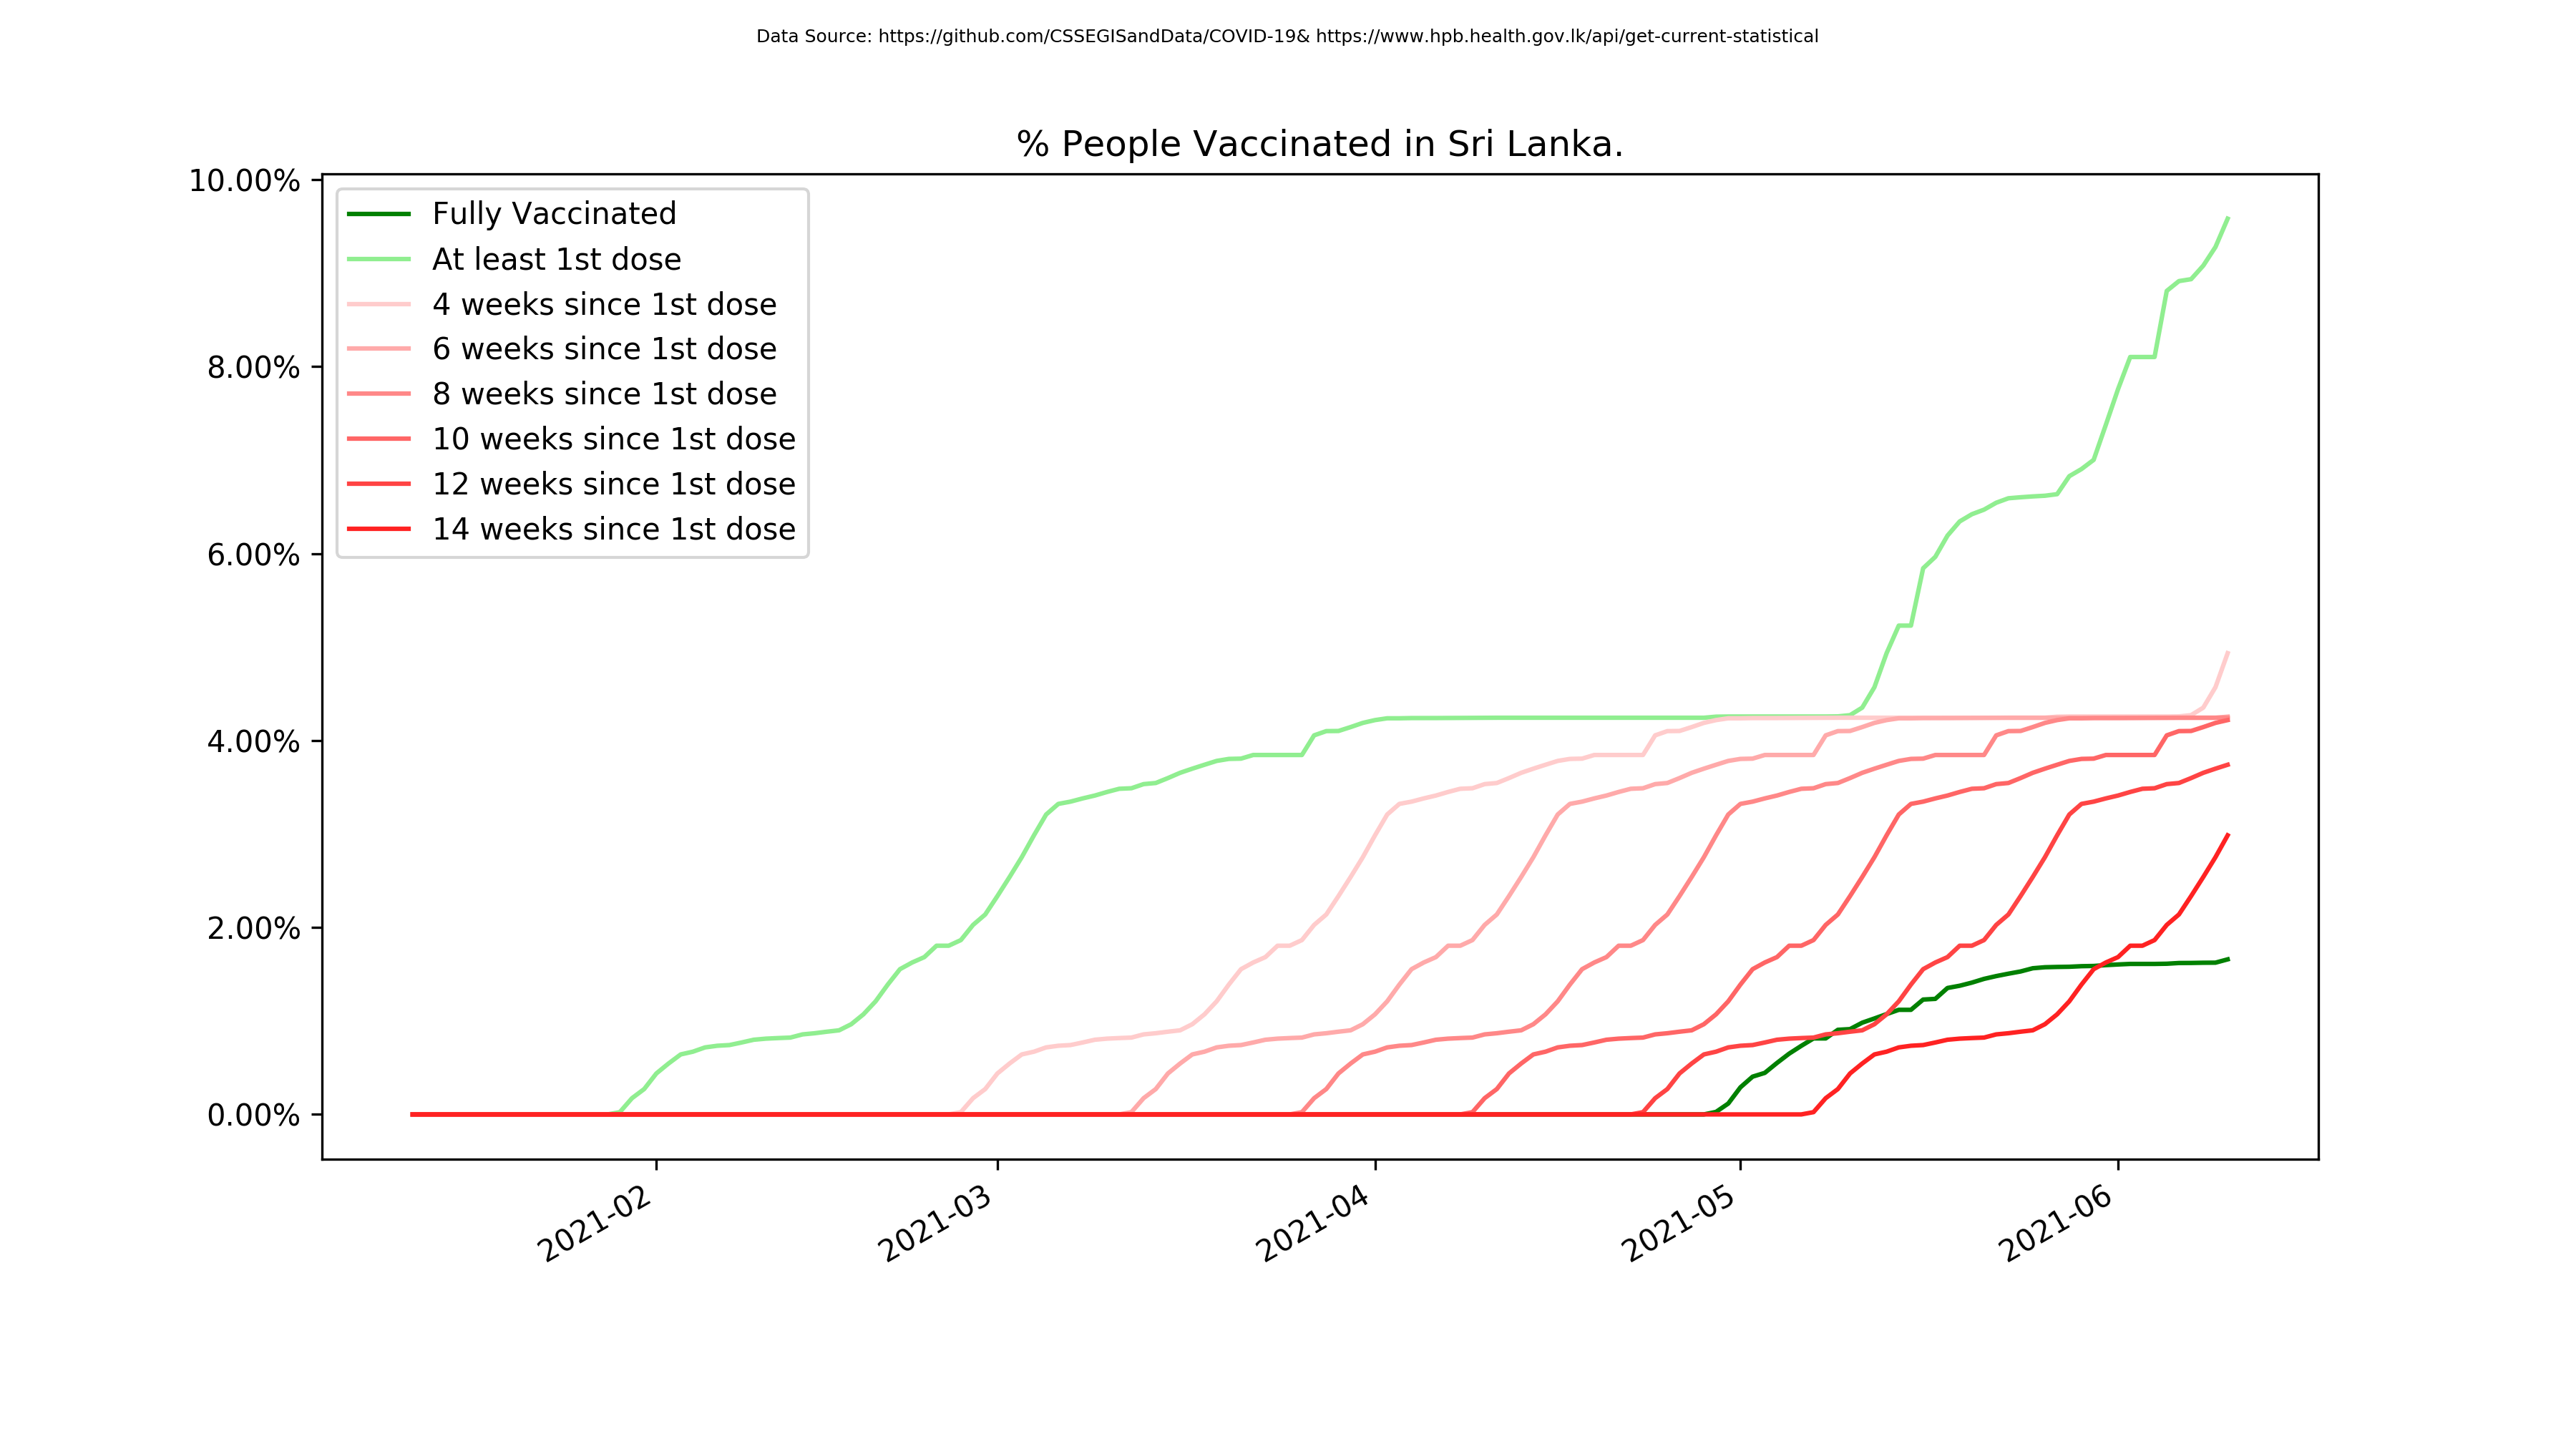 Data Source: https://github.com/CSSEGISandData/COVID-19& https://www.hpb.health.gov.lk/api/get-current-statistical
% People Vaccinated in Sri Lanka.
10.00%
8.00%
6.00%
4.00%
2.00%
0.00%
Fully Vaccinated
At least 1st dose
4 weeks since 1st dose
6 weeks since 1st dose
8 weeks since 1st dose
10 weeks since 1st dose
12 weeks since 1st dose
14 weeks since 1st dose
2021-02
2021-03
2021-04
2021-05
2021-06